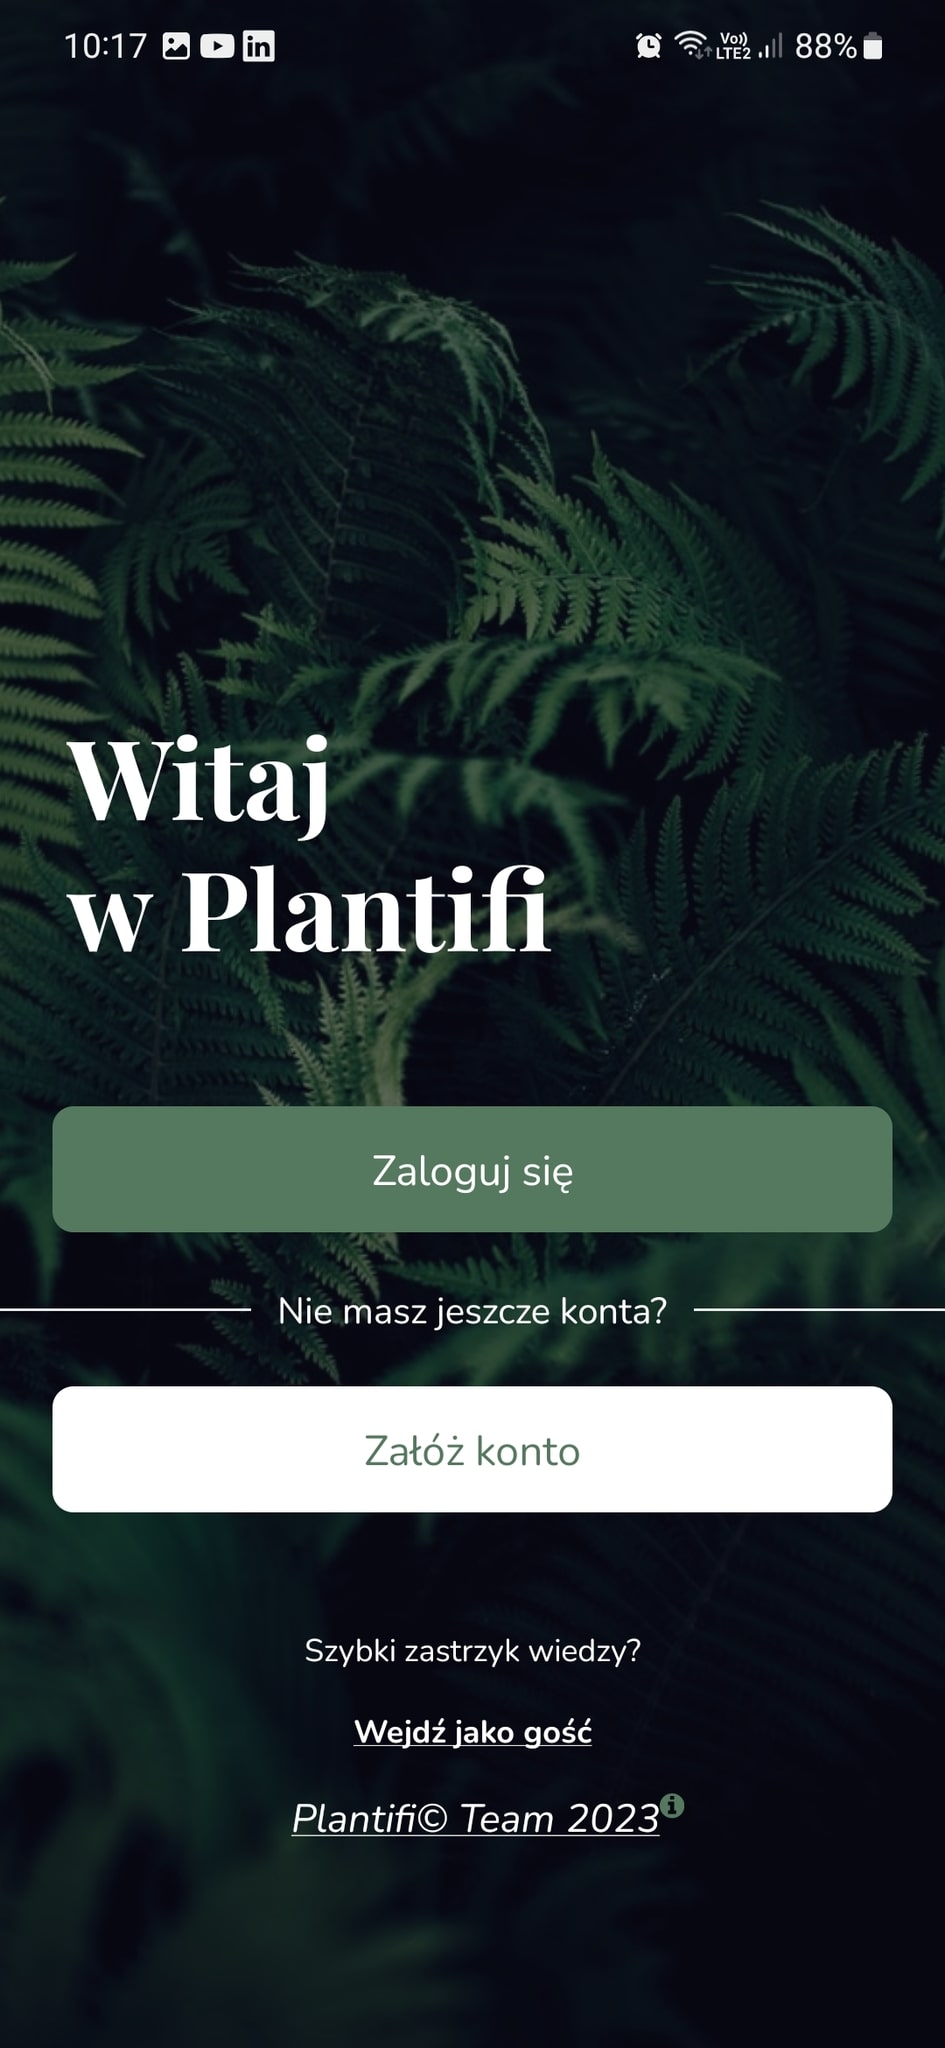 10:17 Vo)) LTE2 88%
Witaj
w Plantifi
Zaloguj się
Nie masz jeszcze konta?
Załóż konto
Szybki zastrzyk wiedzy?
Wejdź jako gość
Plantifi© Team 2023